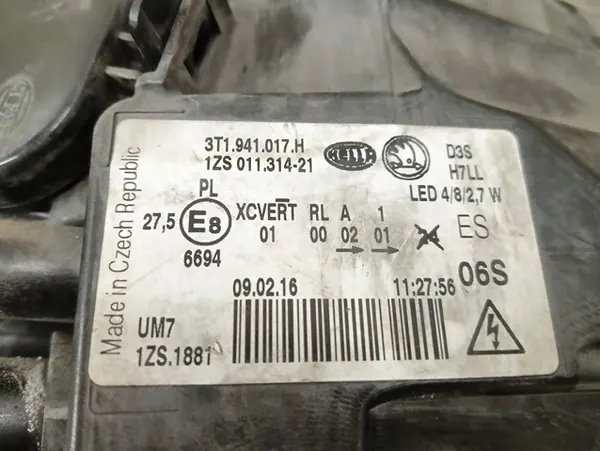 3T1.941.017.H
1ZS 011.314-21
HELLA
D3S
H7LL
LED 4/8/2,7 W
PL
27,5 E8
6694
XCVERT RL A 1
01 00 02 01
ES
06S
09.02.16 11:27:56
UM7
1ZS.1881
Made in Czech Republic